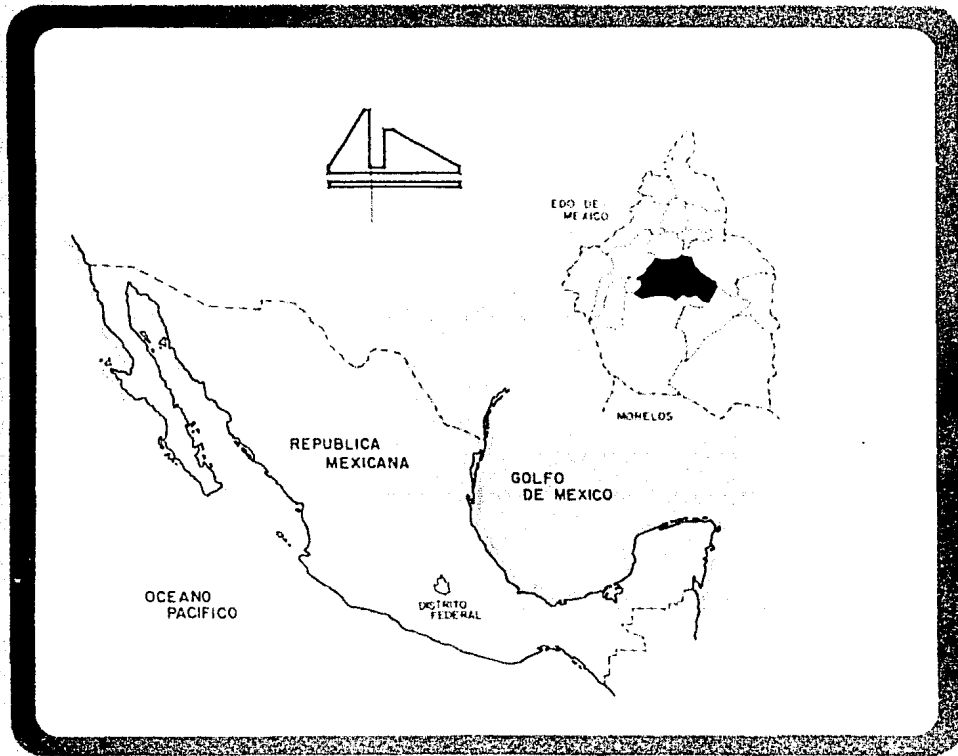 EDO DE
MEXICO
MORELOS
REPUBLICA
MEXICANA
GOLFO
DE MEXICO
OCEANO
PACIFICO
DISTRITO
FEDERAL